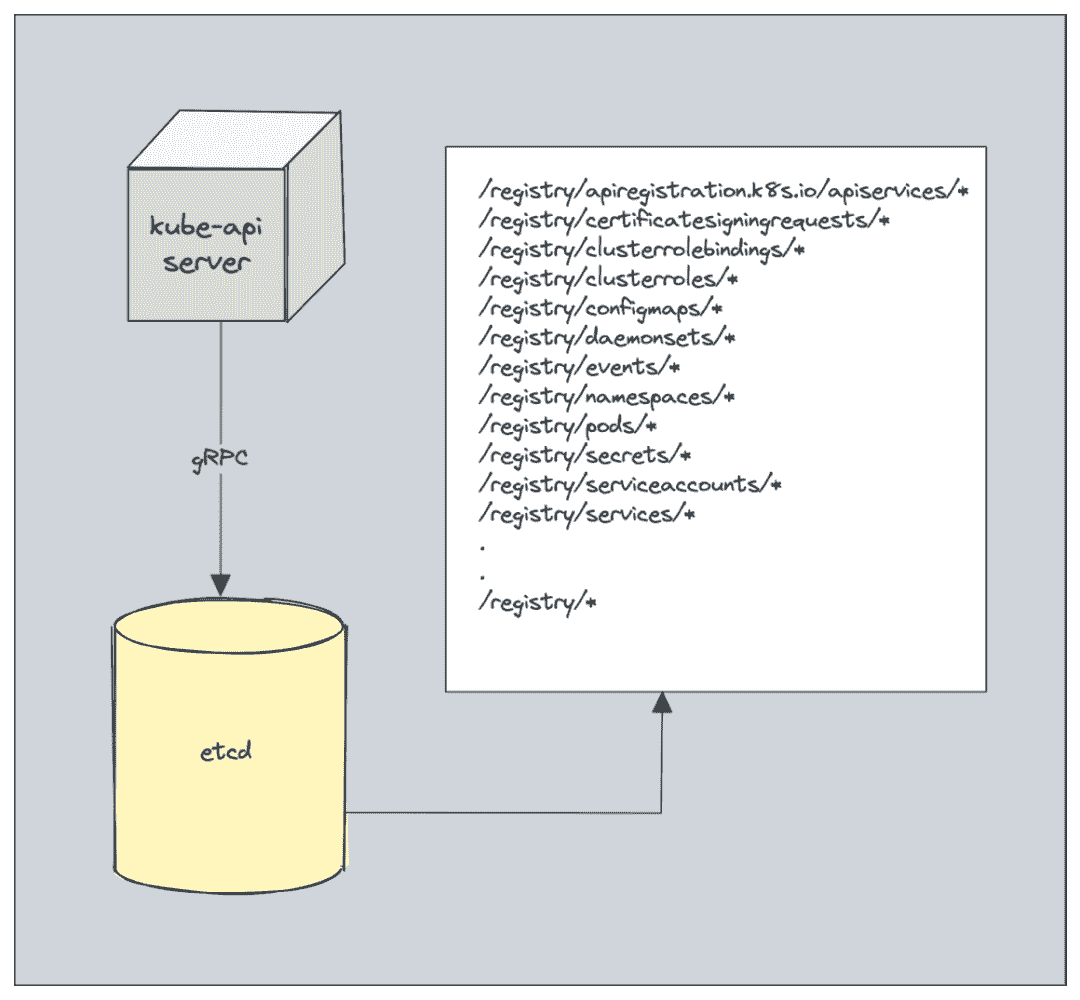 kube-api
server
gRPC
etcd
/registry/apiregistration.k8s.io/apiservices/*
/registry/certificatesigningrequests/*
/registry/clusterrolebindings/*
/registry/clusterroles/*
/registry/configmaps/*
/registry/daemonsets/*
/registry/events/*
/registry/namespaces/*
/registry/pods/*
/registry/secrets/*
/registry/serviceaccounts/*
/registry/services/*
.
.
/registry/*